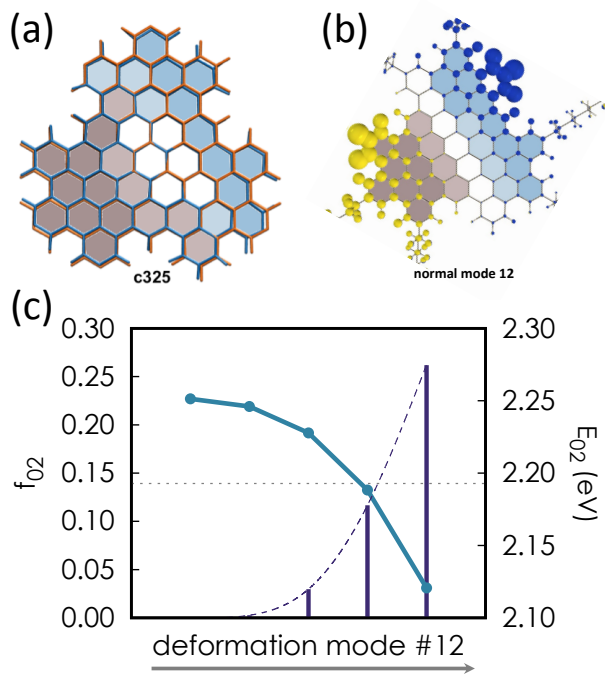 (a)
(b)
c325
normal mode 12
(c)
0.30
0.25
0.20
0.15
0.10
0.05
0.00
f02
2.30
2.25
2.20
2.15
2.10
E02 (eV)
deformation mode #12